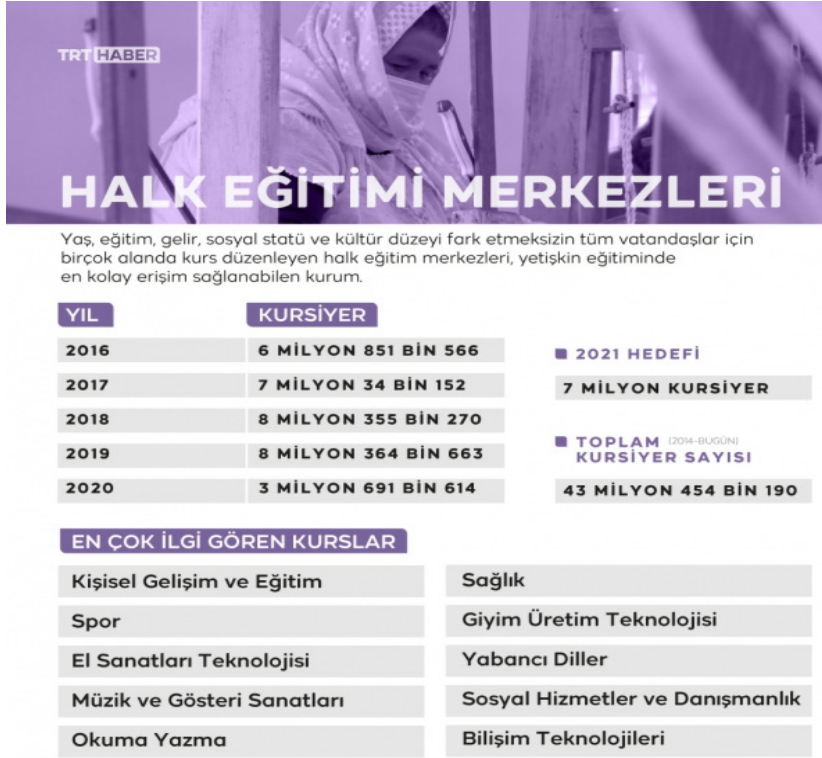 TRT HABER
HALK EĞİTİMİ MERKEZLERİ
Yaş, eğitim, gelir, sosyal statü ve kültür düzeyi fark etmeksizin tüm vatandaşlar için
birçok alanda kurs düzenleyen halk eğitim merkezleri, yetişkin eğitiminde
en kolay erişim sağlanabilen kurum.
YIL KURSİYER
2016 6 MİLYON 851 BİN 566
2017 7 MİLYON 34 BİN 152
2018 8 MİLYON 355 BİN 270
2019 8 MİLYON 364 BİN 663
2020 3 MİLYON 691 BİN 614
2021 HEDEFİ
7 MİLYON KURSİYER
TOPLAM (2014-BUGÜN)
KURSİYER SAYISI
43 MİLYON 454 BİN 190
EN ÇOK İLGİ GÖREN KURSLAR
Kişisel Gelişim ve Eğitim
Spor
El Sanatları Teknolojisi
Müzik ve Gösteri Sanatları
Okuma Yazma
Sağlık
Giyim Üretim Teknolojisi
Yabancı Diller
Sosyal Hizmetler ve Danışmanlık
Bilişim Teknolojileri